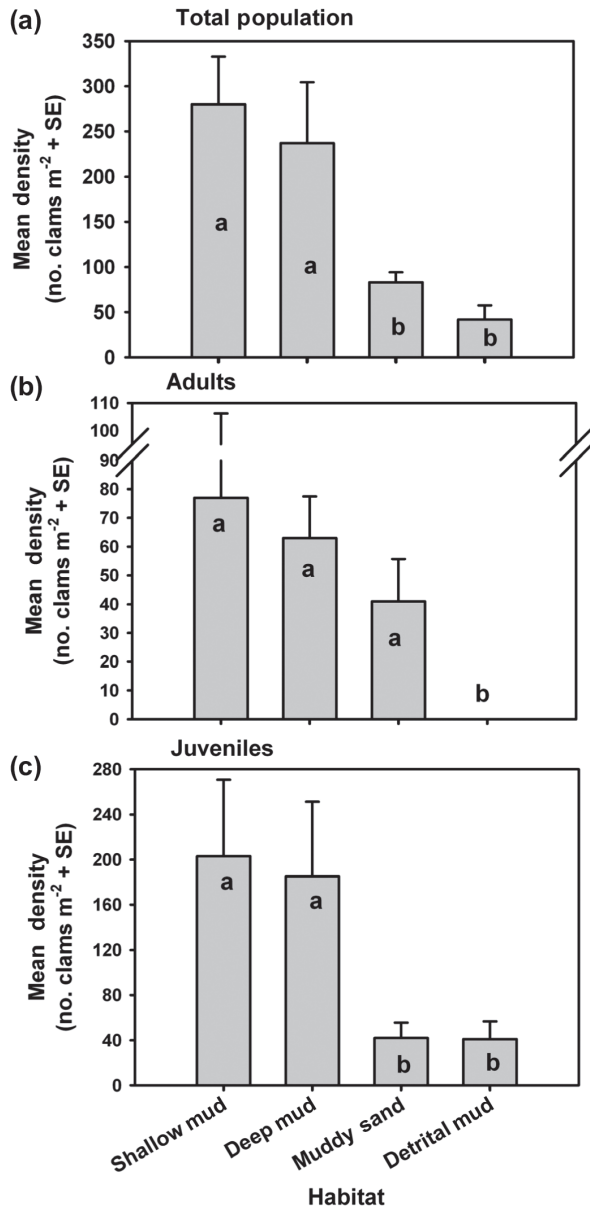 (a) Total population
Mean density
(no. clams m⁻² + SE)
350
300
250
200
150
100
50
0
a
a
b
b
(b) Adults
Mean density
(no. clams m⁻² + SE)
110
100
90
80
70
60
50
40
30
20
10
0
a
a
a
b
(c) Juveniles
Mean density
(no. clams m⁻² + SE)
280
240
200
160
120
80
40
0
a
a
b
b
Shallow mud
Deep mud
Muddy sand
Detrital mud
Habitat